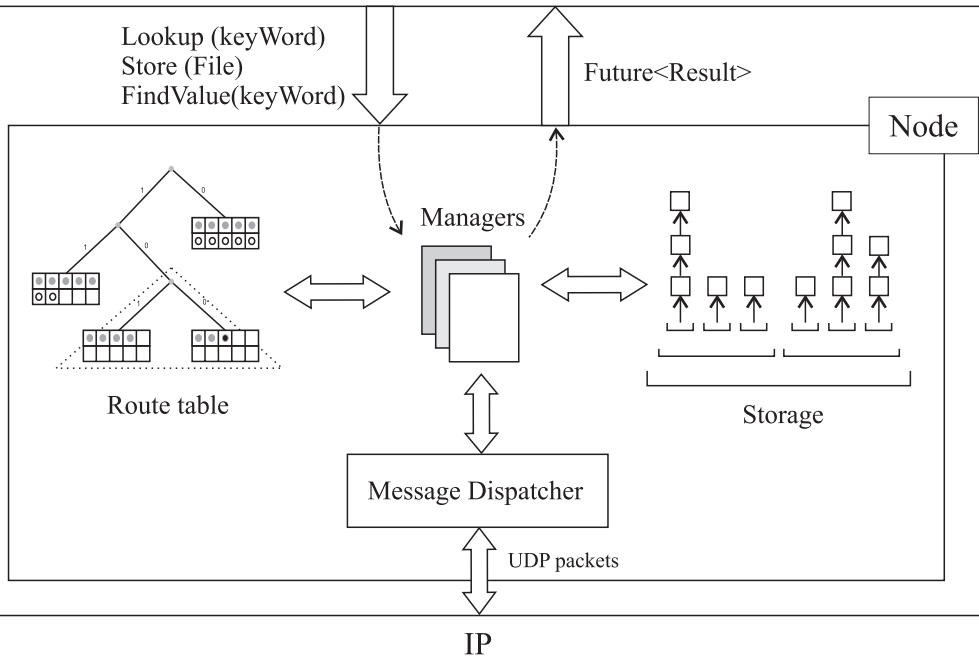 Lookup (keyWord)
Store (File)
FindValue(keyWord)
Future<Result>
Node
1
0
1
0
1
0
Managers
Route table
Storage
Message Dispatcher
UDP packets
IP